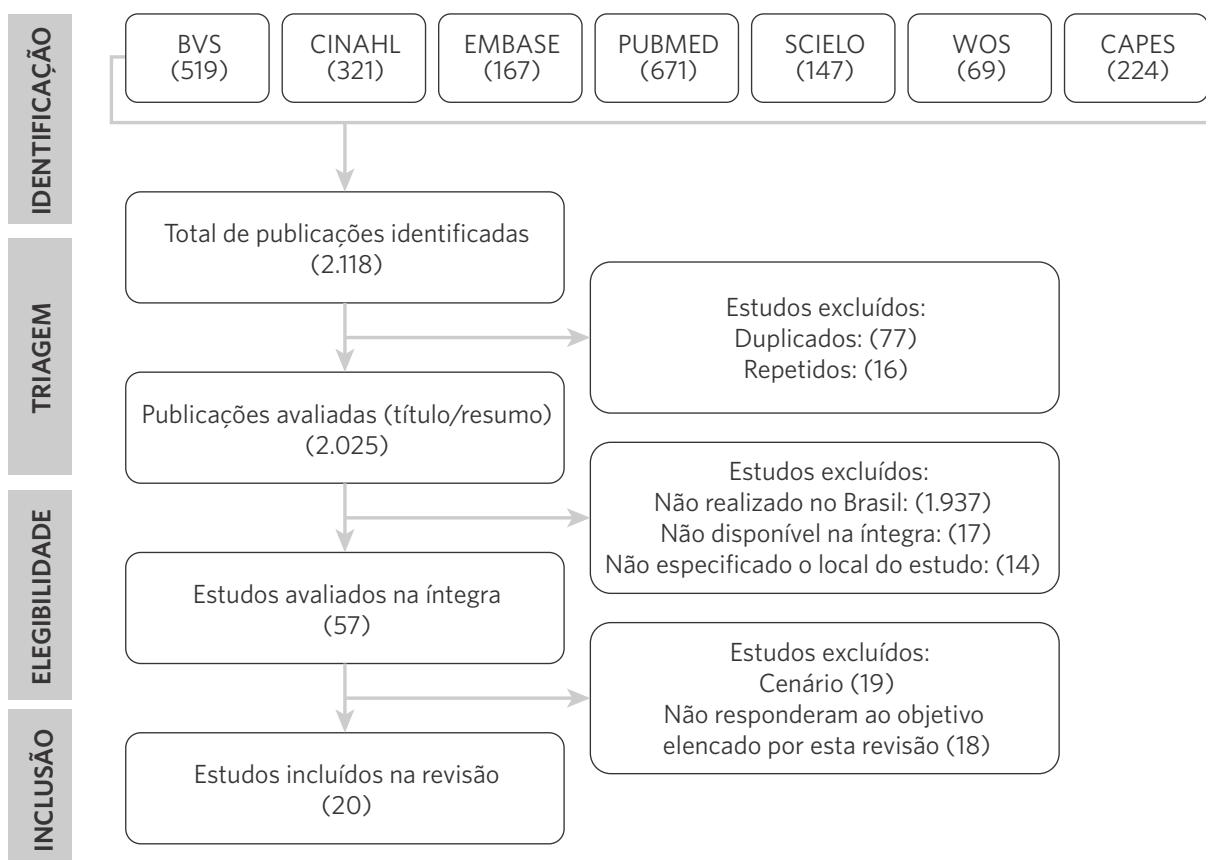 IDENTIFICAÇÃO
BVS
(519)
CINAHL
(321)
EMBASE
(167)
PUBMED
(671)
SCIELO
(147)
WOS
(69)
CAPES
(224)
Total de publicações identificadas
(2.118)
TRIAGEM
Estudos excluídos:
Duplicados: (77)
Repetidos: (16)
Publicações avaliadas (título/resumo)
(2.025)
ELEGIBILIDADE
Estudos excluídos:
Não realizado no Brasil: (1.937)
Não disponível na íntegra: (17)
Não especificado o local do estudo: (14)
Estudos avaliados na íntegra
(57)
Estudos excluídos:
Cenário (19)
Não responderam ao objetivo
elencado por esta revisão (18)
INCLUSÃO
Estudos incluídos na revisão
(20)